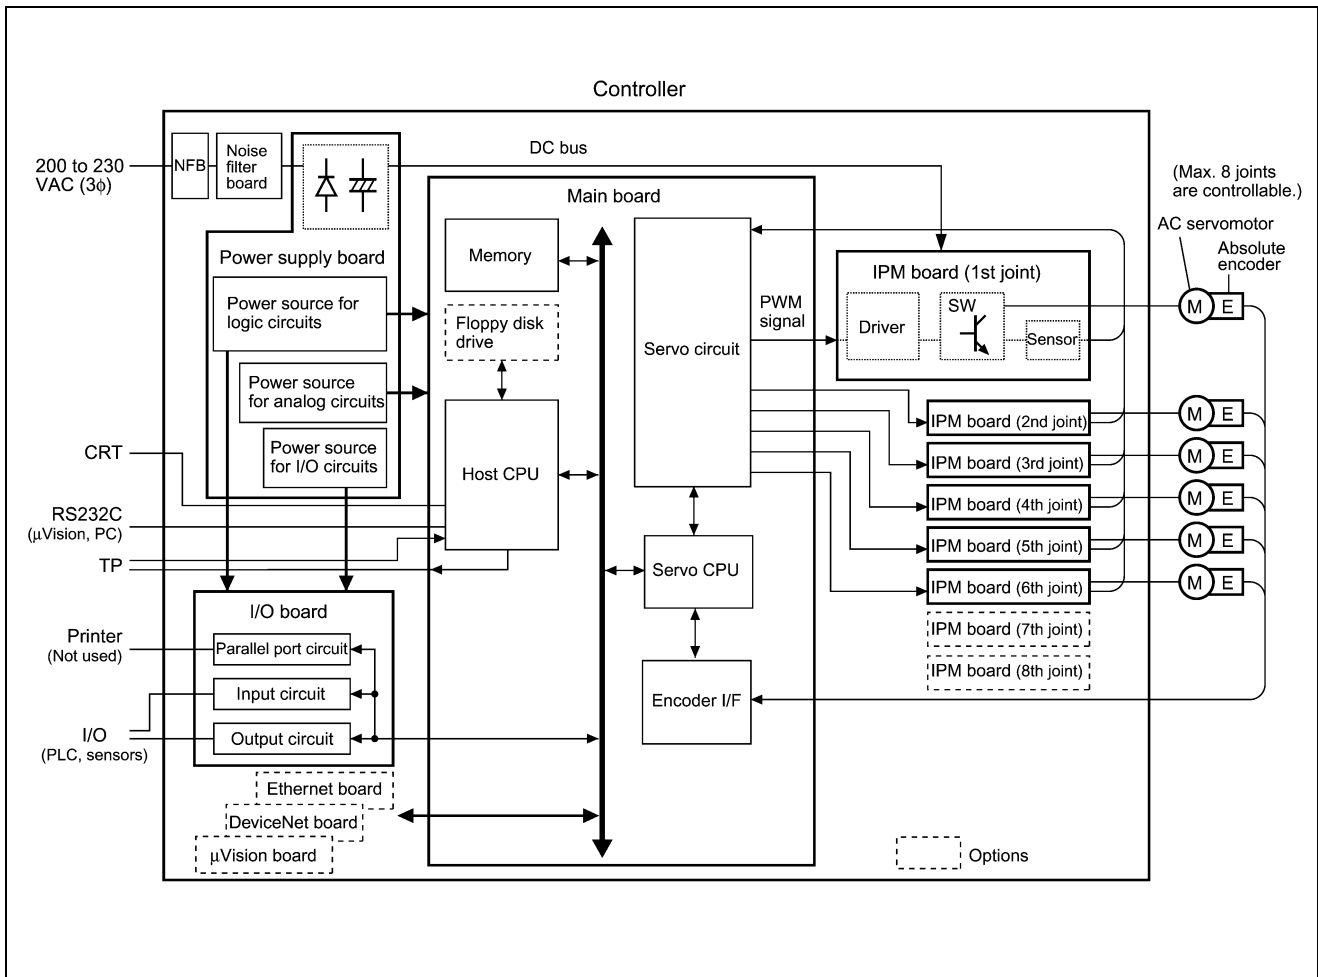 Controller
200 to 230
VAC (3ϕ)
NFB
Noise
filter
board
DC bus
(Max. 8 joints
are controllable.)
AC servomotor
Absolute
encoder
Power supply board
Power source for
logic circuits
Power source
for analog circuits
Power source
for I/O circuits
Main board
Memory
Floppy disk
drive
Host CPU
Servo circuit
Servo CPU
Encoder I/F
PWM
signal
IPM board (1st joint)
Driver
SW
Sensor
M E
IPM board (2nd joint)
M E
IPM board (3rd joint)
M E
IPM board (4th joint)
M E
IPM board (5th joint)
M E
IPM board (6th joint)
M E
IPM board (7th joint)
IPM board (8th joint)
CRT
RS232C
(μVision, PC)
TP
Printer
(Not used)
I/O
(PLC, sensors)
I/O board
Parallel port circuit
Input circuit
Output circuit
Ethernet board
DeviceNet board
μVision board
Options